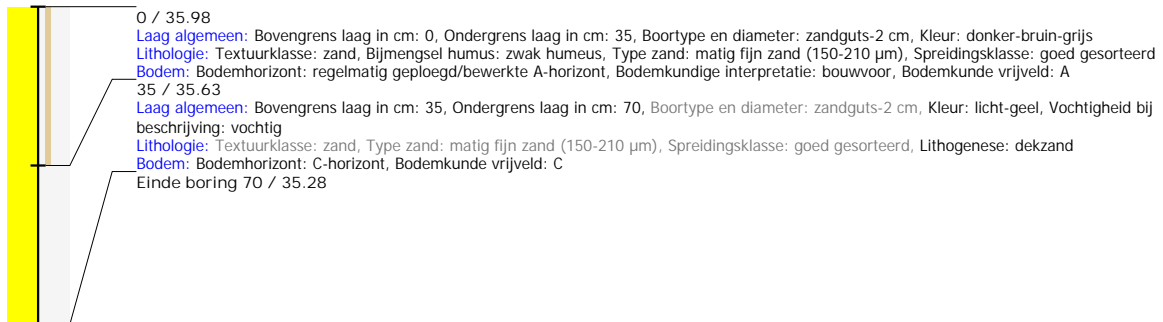 0 / 35.98
Laag algemeen: Bovengrens laag in cm: 0, Ondergrens laag in cm: 35, Boortype en diameter: zandguts-2 cm, Kleur: donker-bruin-grijs
Lithologie: Textuurklasse: zand, Bijmengsel humus: zwak humeus, Type zand: matig fijn zand (150-210 µm), Spreidingsklasse: goed gesorteerd
Bodem: Bodemhorizont: regelmatig geploegd/bewerkte A-horizont, Bodemkundige interpretatie: bouwvoor, Bodemkunde vrijveld: A
35 / 35.63
Laag algemeen: Bovengrens laag in cm: 35, Ondergrens laag in cm: 70, Boortype en diameter: zandguts-2 cm, Kleur: licht-geel, Vochtigheid bij
beschrijving: vochtig
Lithologie: Textuurklasse: zand, Type zand: matig fijn zand (150-210 µm), Spreidingsklasse: goed gesorteerd, Lithogenese: dekzand
Bodem: Bodemhorizont: C-horizont, Bodemkunde vrijveld: C
Einde boring 70 / 35.28